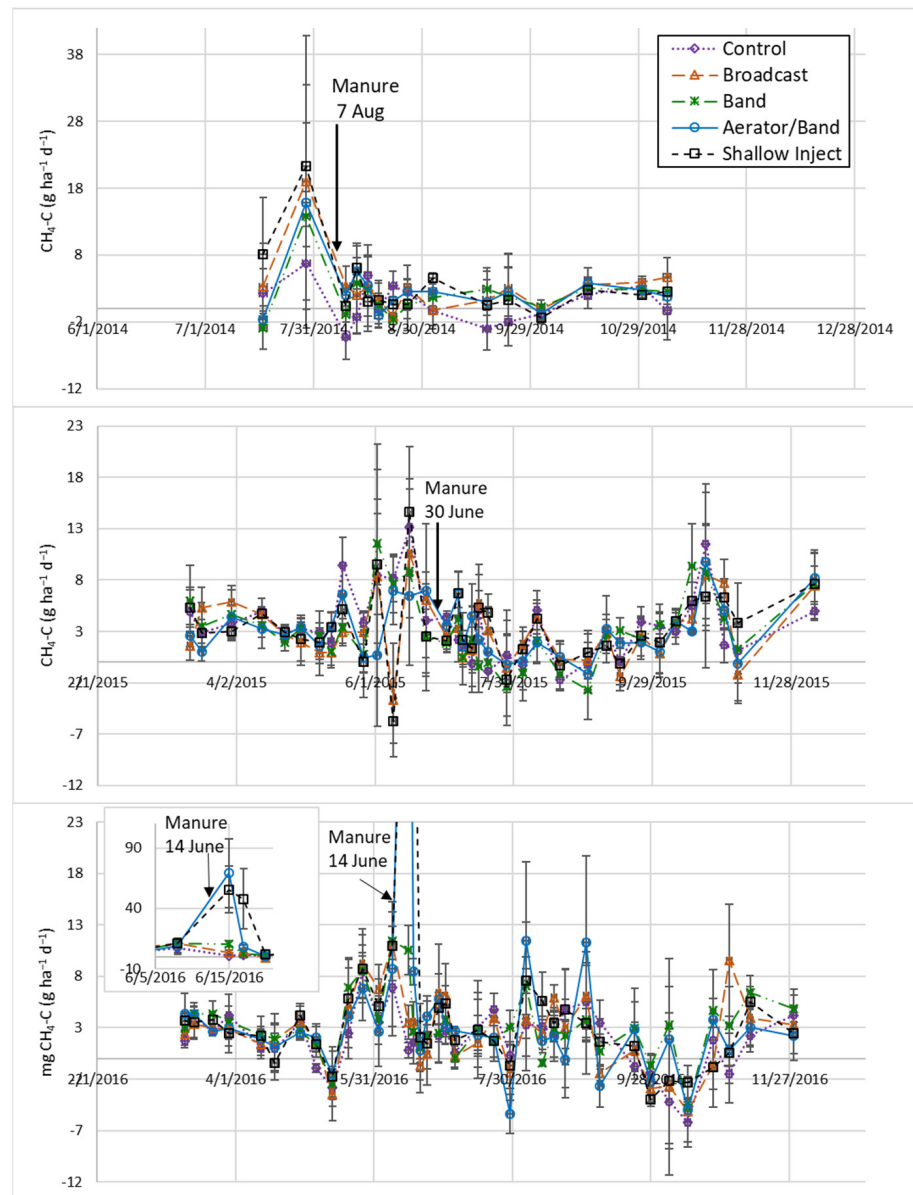 38
28
18
8
-2
-12
CH₄-C (g ha⁻¹ d⁻¹)
Manure
7 Aug
Control
Broadcast
Band
Aerator/Band
Shallow Inject
6/1/2014 7/1/2014 7/31/2014 8/30/2014 9/29/2014 10/29/2014 11/28/2014 12/28/2014
23
18
13
8
3
-2
-7
-12
CH₄-C (g ha⁻¹ d⁻¹)
Manure
30 June
2/1/2015 4/2/2015 6/1/2015 7/31/2015 9/29/2015 11/28/2015
23
18
13
8
3
-2
-7
-12
mg CH₄-C (g ha⁻¹ d⁻¹)
Manure
14 June
90
40
-10
6/5/2016 6/15/2016
Manure
14 June
2/1/2016 4/1/2016 5/31/2016 7/30/2016 9/28/2016 11/27/2016